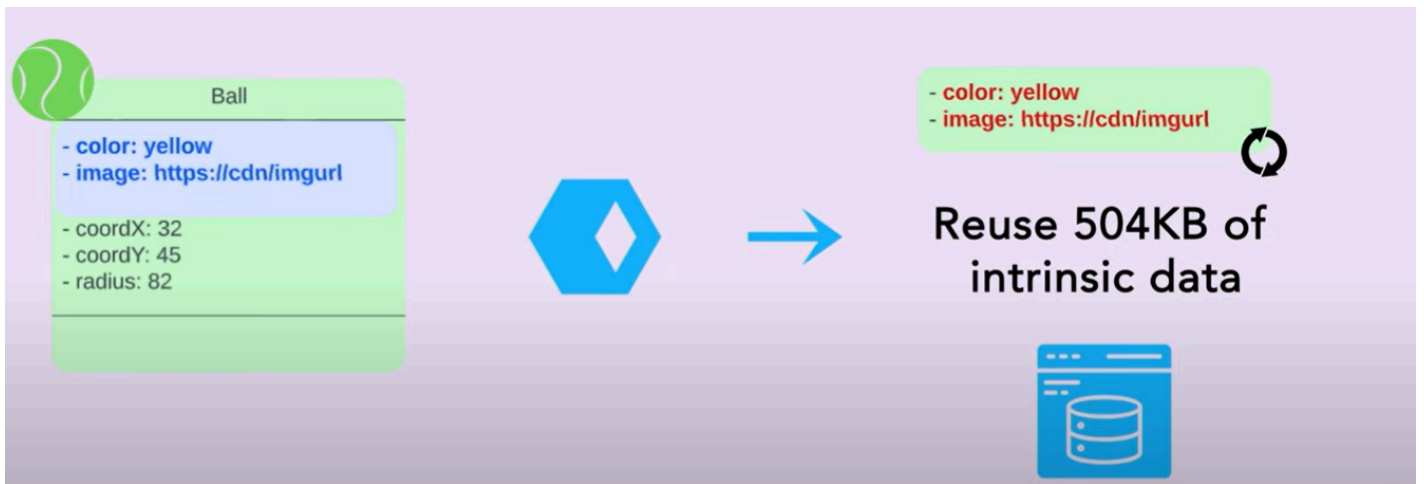 Ball
- color: yellow
- image: https://cdn/imgurl
- coordX: 32
- coordY: 45
- radius: 82
- color: yellow
- image: https://cdn/imgurl
Reuse 504KB of
intrinsic data